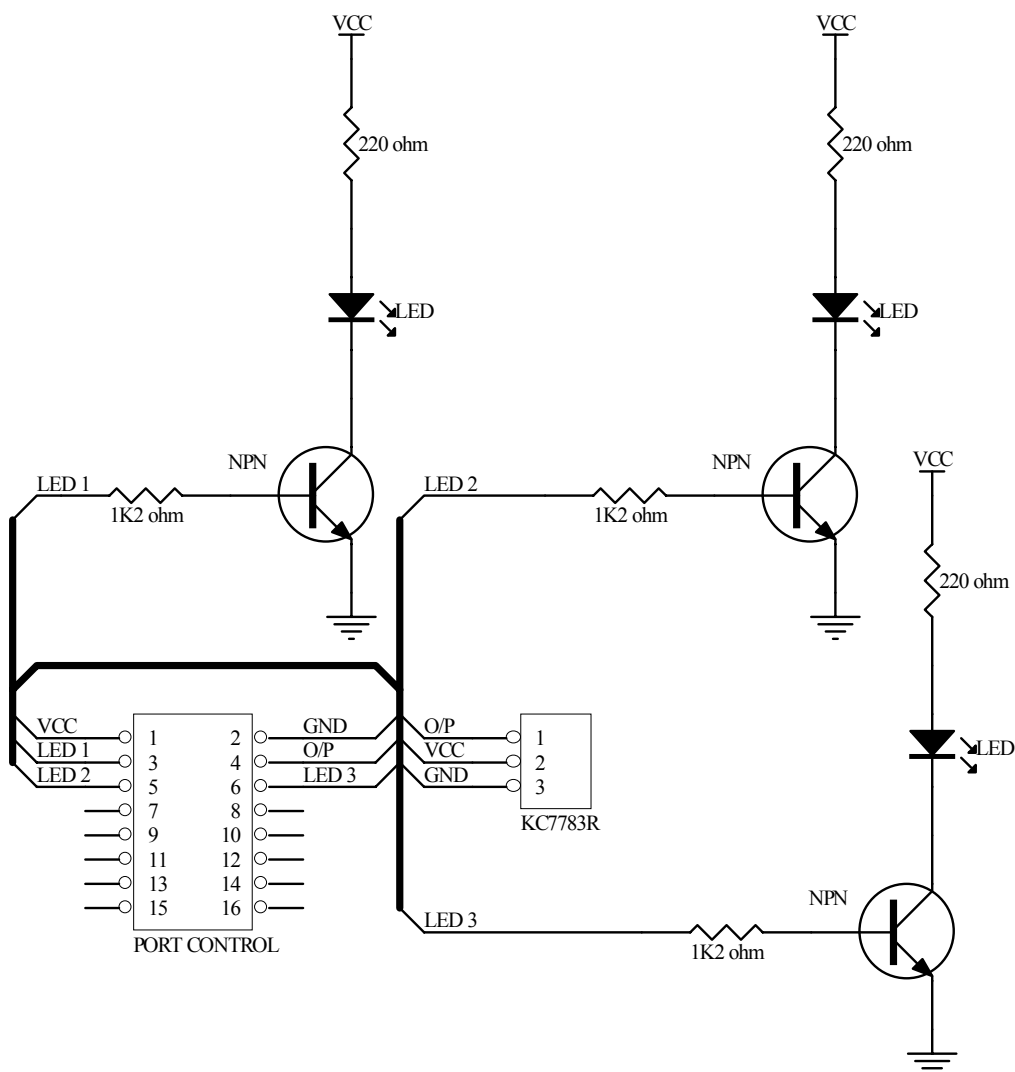 VCC
VCC
220 ohm
220 ohm
LED
LED
NPN
NPN
VCC
LED 1
1K2 ohm
LED 2
1K2 ohm
220 ohm
VCC
1
2
GND
O/P
1
LED 1
3
4
O/P
VCC
2
LED 2
5
6
LED 3
GND
3
LED
7
8
KC7783R
9
10
11
12
13
14
15
16
PORT CONTROL
NPN
LED 3
1K2 ohm